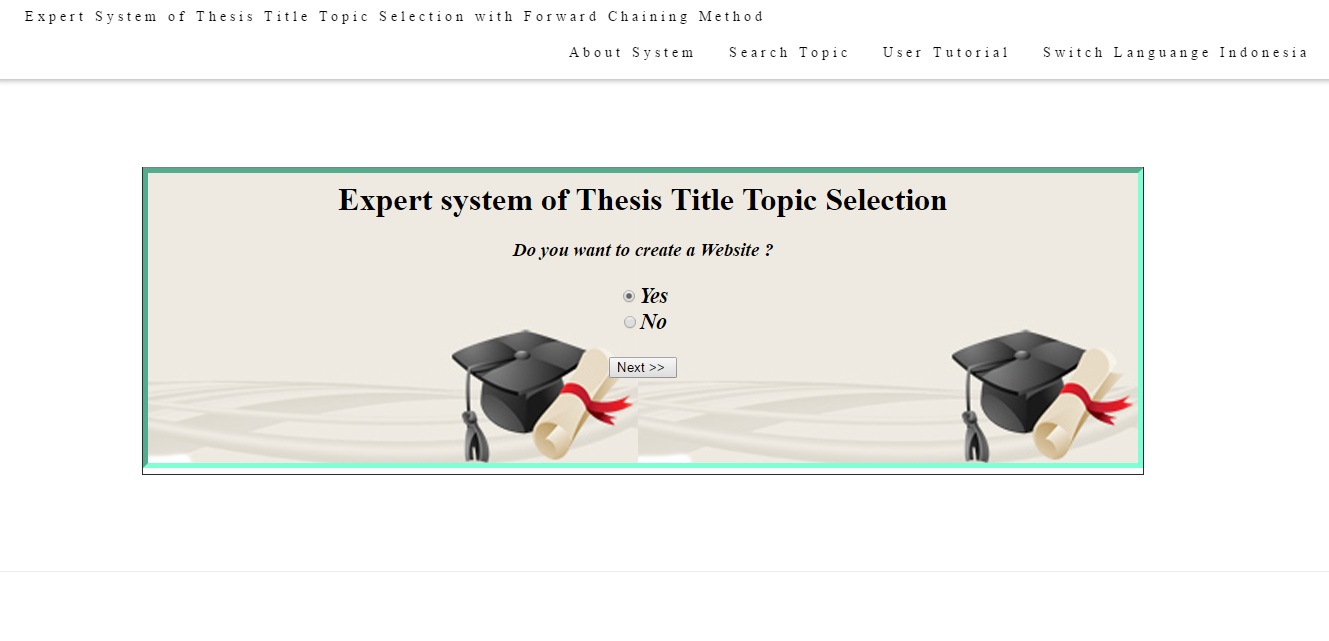 Expert System of Thesis Title Topic Selection with Forward Chaining Method
About System Search Topic User Tutorial Switch Languange Indonesia
Expert system of Thesis Title Topic Selection
Do you want to create a Website ?
Yes
No
Next >>